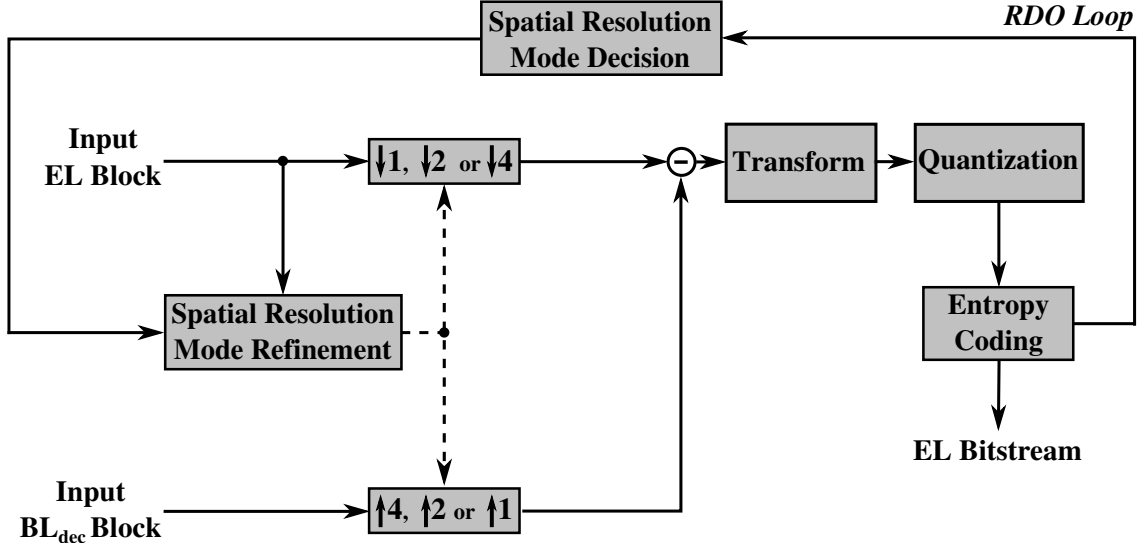 RDO Loop
Spatial Resolution
Mode Decision
Input
EL Block
↓1, ↓2 or ↓4
Transform
Quantization
Spatial Resolution
Mode Refinement
Entropy
Coding
EL Bitstream
Input
BLdec Block
↑4, ↑2 or ↑1